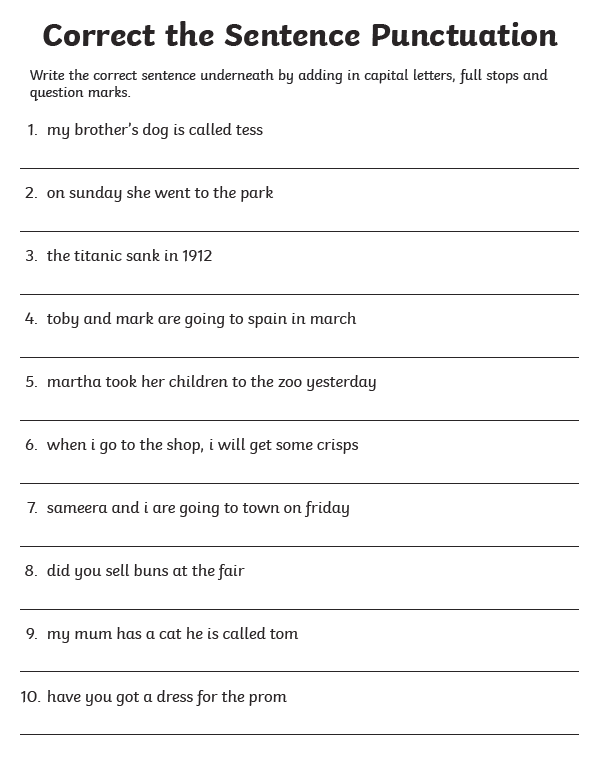 Correct the Sentence Punctuation
Write the correct sentence underneath by adding in capital letters, full stops and
question marks.
1. my brother’s dog is called tess
2. on sunday she went to the park
3. the titanic sank in 1912
4. toby and mark are going to spain in march
5. martha took her children to the zoo yesterday
6. when i go to the shop, i will get some crisps
7. sameera and i are going to town on friday
8. did you sell buns at the fair
9. my mum has a cat he is called tom
10. have you got a dress for the prom